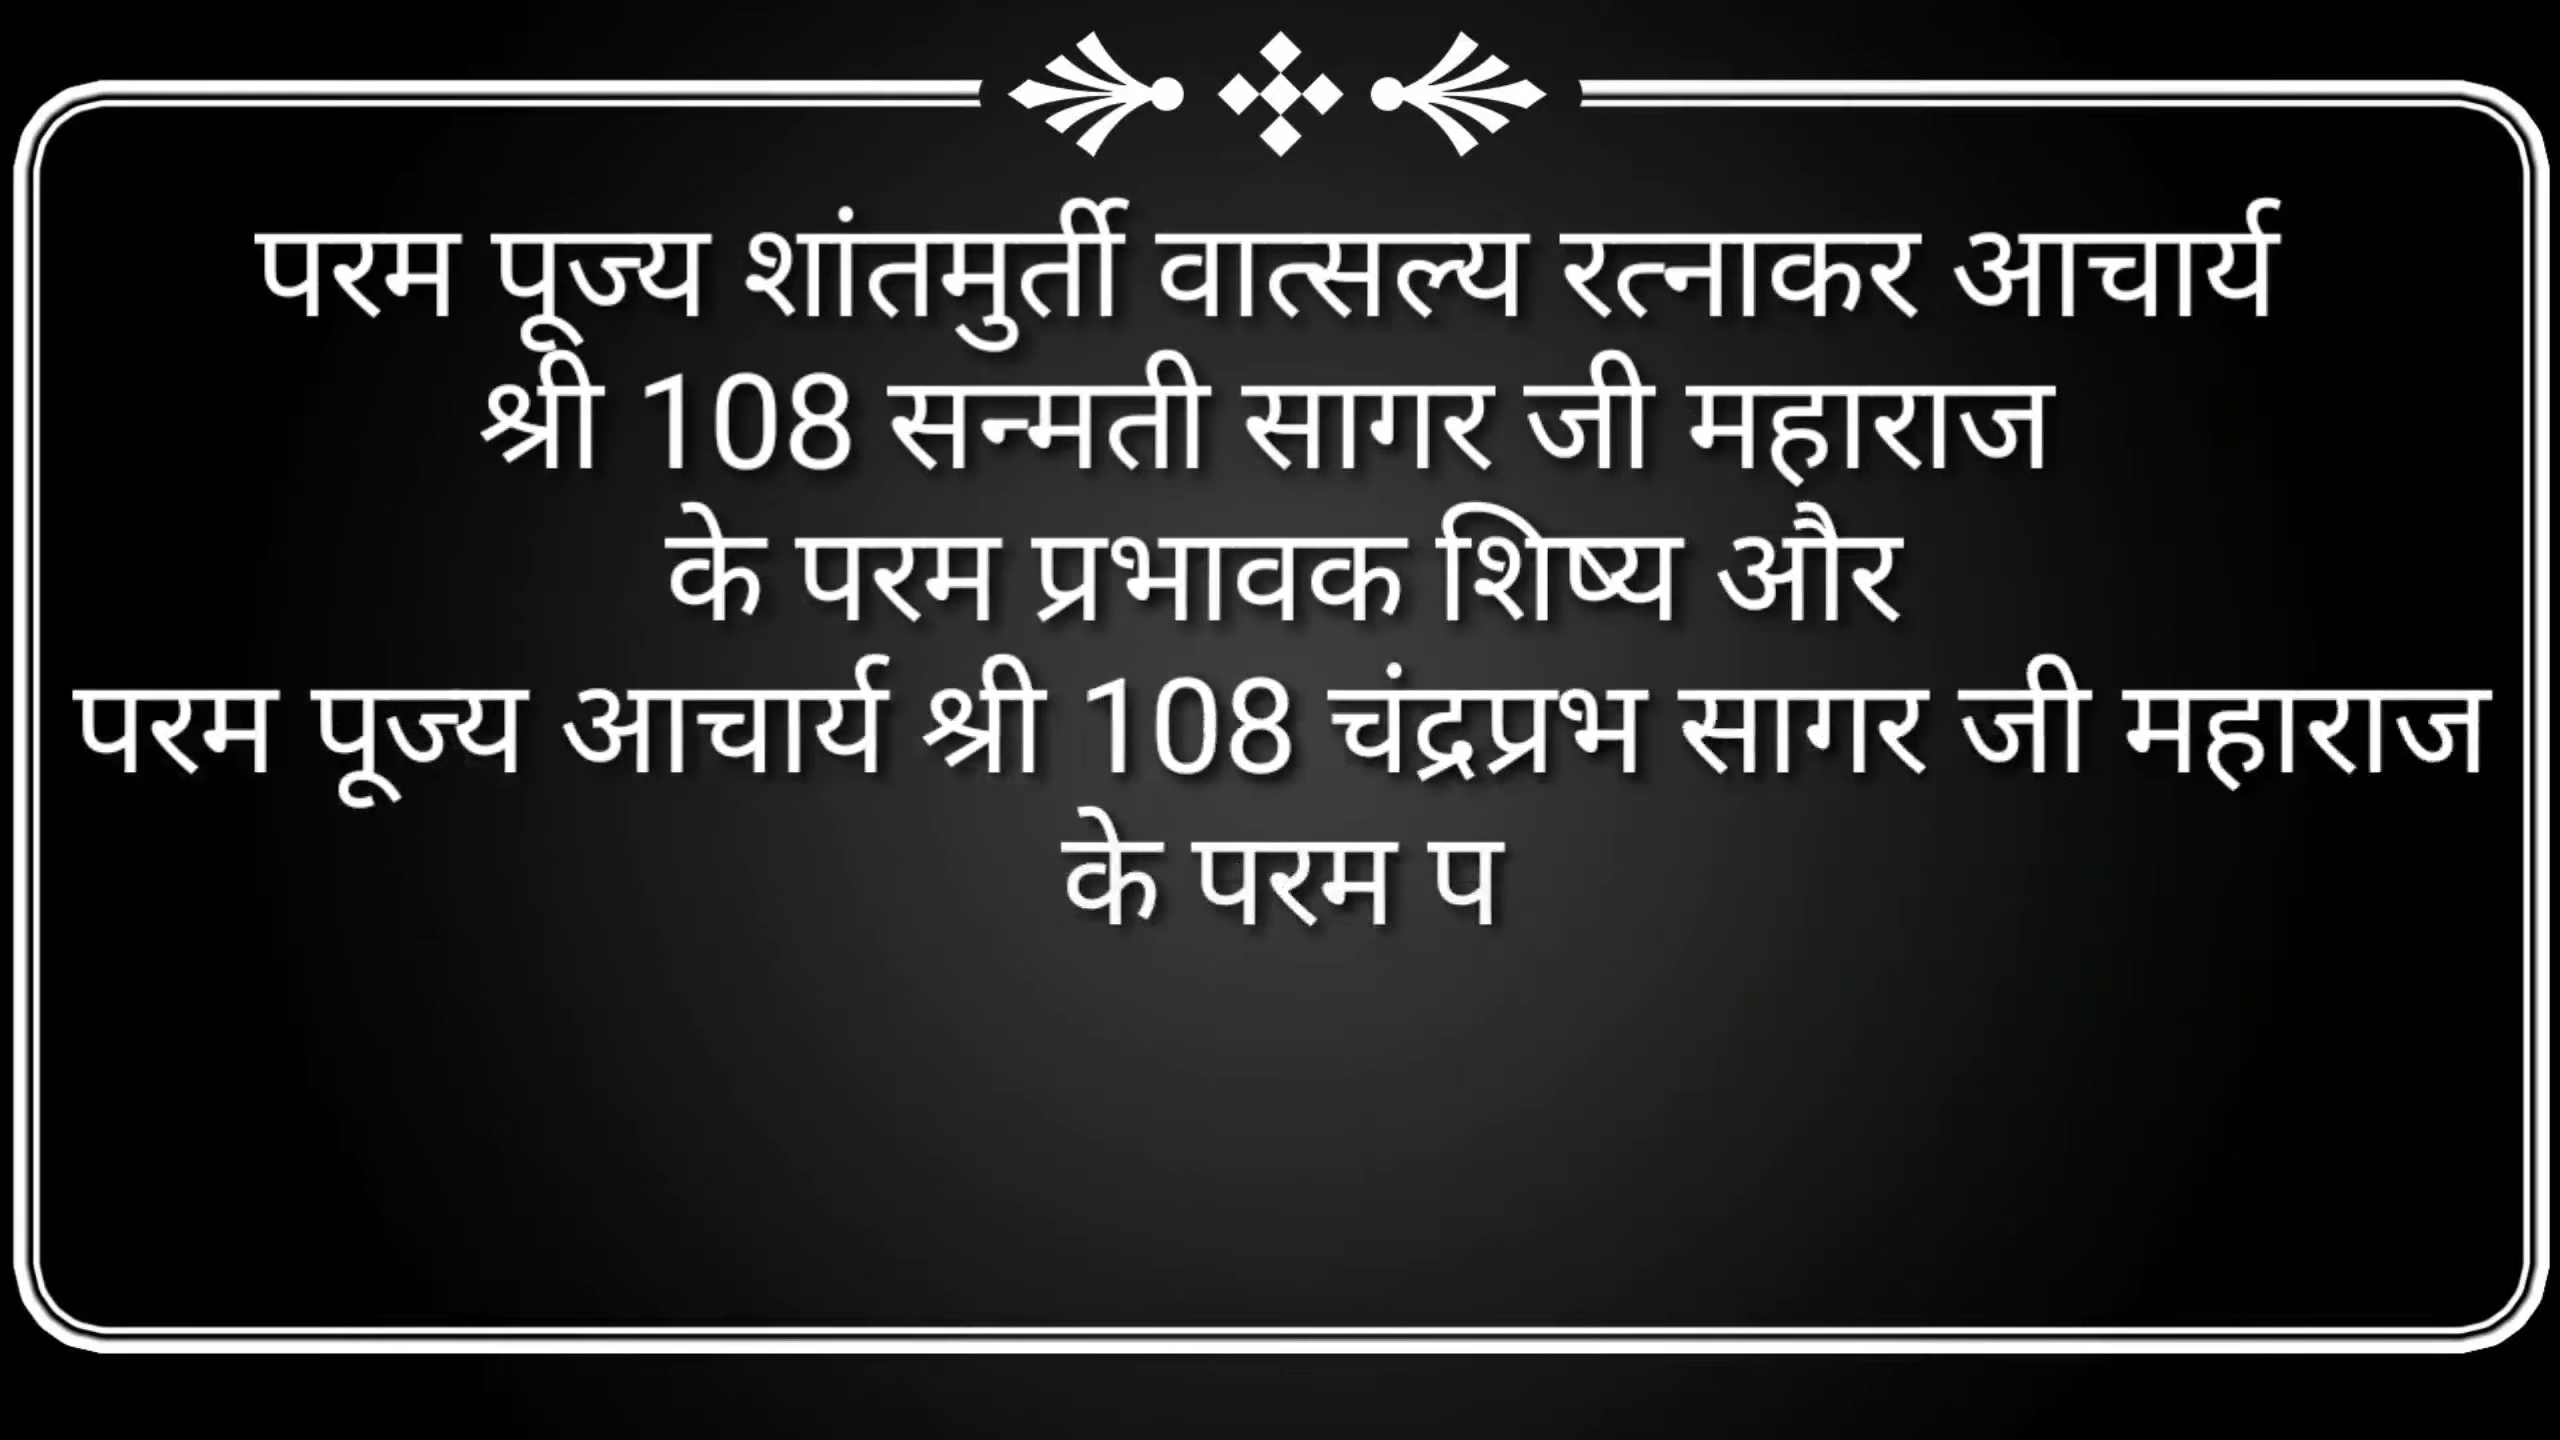 परम पूज्य शांतमुर्ती वात्सल्य रत्नाकर आचार्य
श्री 108 सन्मती सागर जी महाराज
के परम प्रभावक शिष्य और
परम पूज्य आचार्य श्री 108 चंद्रप्रभ सागर जी महाराज
के परम प